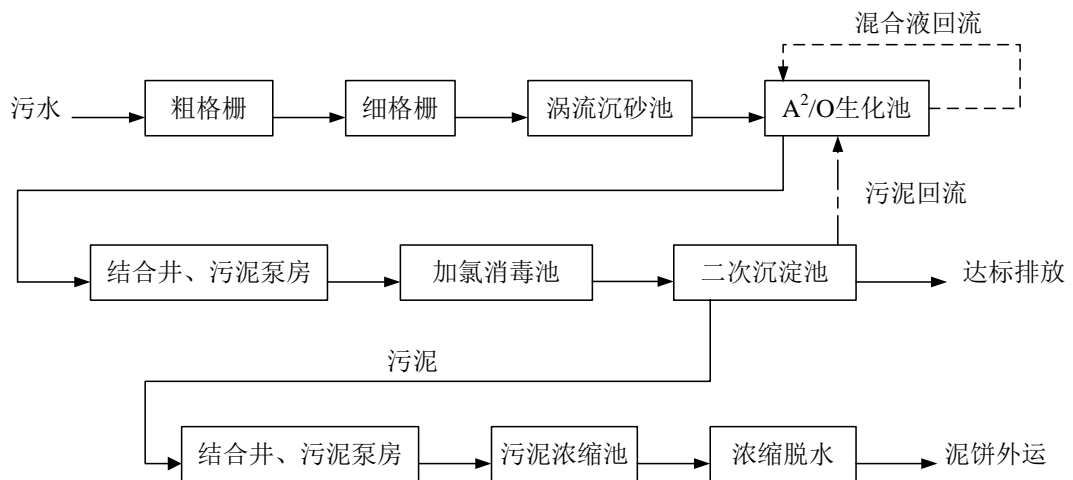 混合液回流
污水
粗格栅
细格栅
涡流沉砂池
A²/O生化池
污泥回流
结合井、污泥泵房
加氯消毒池
二次沉淀池
达标排放
污泥
结合井、污泥泵房
污泥浓缩池
浓缩脱水
泥饼外运